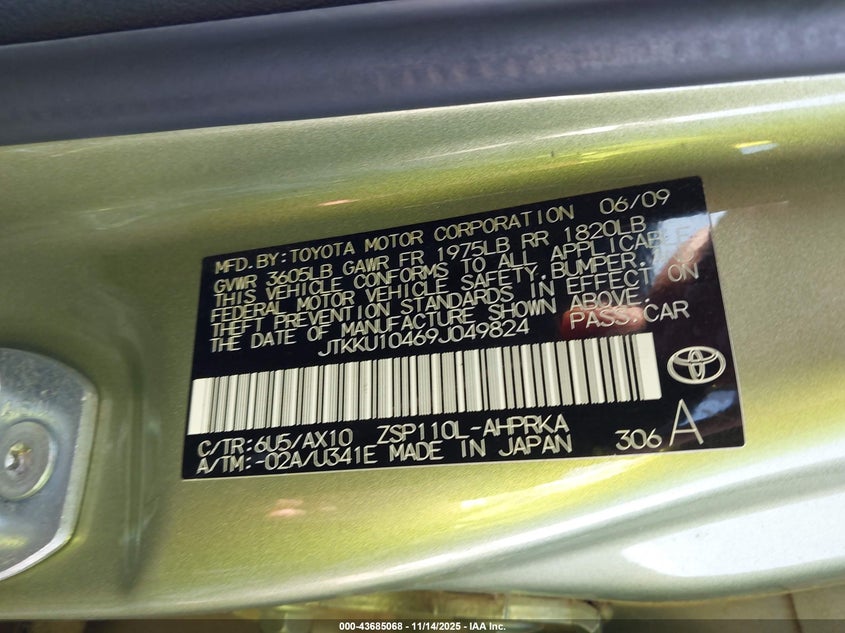 MFD.BY:TOYOTA MOTOR CORPORATION 06/09
GVWR 3605LB GAWR FR 1975LB RR 1820LB
THIS VEHICLE CONFORMS TO ALL APPLICABLE
FEDERAL MOTOR VEHICLE SAFETY,BUMPER,
THEFT PREVENTION STANDARDS IN EFFECT ON
THE DATE OF MANUFACTURE SHOWN ABOVE.
JTKKU10469J049824 PASS.CAR
C/TR:6U5/AX10 ZSP110L-AHPRKA
A/TM:-02A/U341E MADE IN JAPAN 306 A
000-43685068 | 11/14/2025 | IAA Inc.